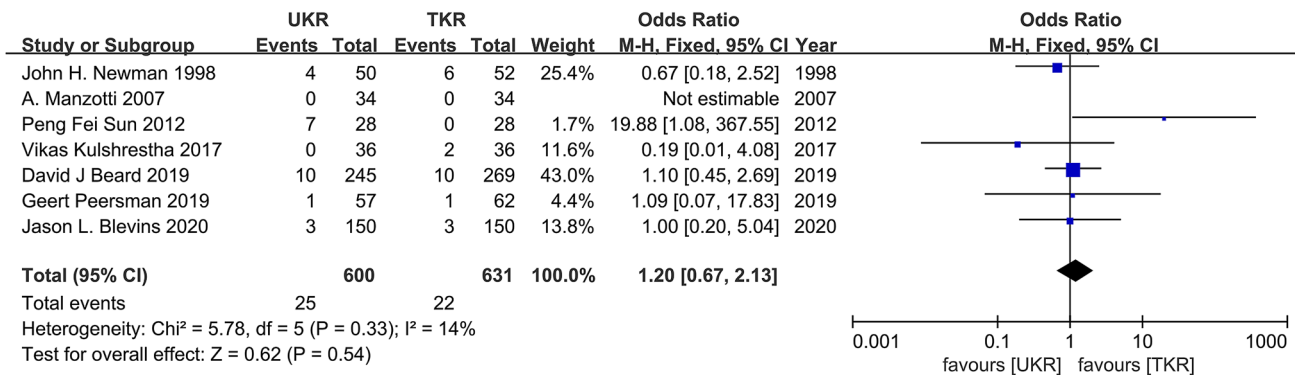 UKR TKR Odds Ratio Odds Ratio
Study or Subgroup Events Total Events Total Weight M-H, Fixed, 95% CI Year M-H, Fixed, 95% CI
John H. Newman 1998 4 50 6 52 25.4% 0.67 [0.18, 2.52] 1998
A. Manzotti 2007 0 34 0 34 Not estimable 2007
Peng Fei Sun 2012 7 28 0 28 1.7% 19.88 [1.08, 367.55] 2012
Vikas Kulshrestha 2017 0 36 2 36 11.6% 0.19 [0.01, 4.08] 2017
David J Beard 2019 10 245 10 269 43.0% 1.10 [0.45, 2.69] 2019
Geert Peersman 2019 1 57 1 62 4.4% 1.09 [0.07, 17.83] 2019
Jason L. Blevins 2020 3 150 3 150 13.8% 1.00 [0.20, 5.04] 2020
Total (95% CI) 600 631 100.0% 1.20 [0.67, 2.13]
Total events 25 22
Heterogeneity: Chi² = 5.78, df = 5 (P = 0.33); I² = 14%
Test for overall effect: Z = 0.62 (P = 0.54)
0.001 0.1 1 10 1000
favours [UKR] favours [TKR]